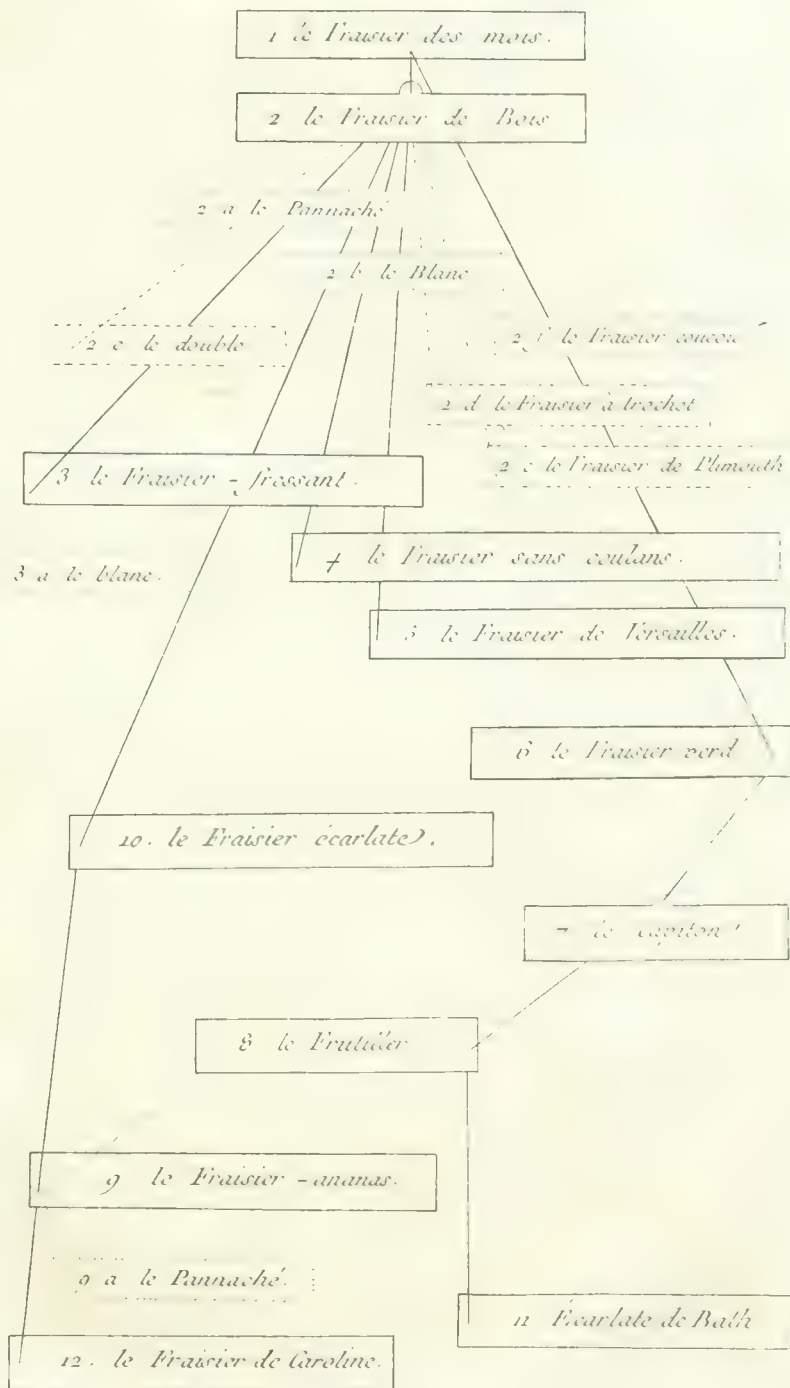 1 le Fraisier des mois.
2 le Fraisier de Bois
2 a le Pannaché
2 b le Blanc
2 c le double
2 f le Fraisier coucou
2 d le Fraisier à trochet
3 le Fraisier - fressant.
2 e le Fraisier de Plimouth
4 le Fraisier sans coulans.
3 a le blanc.
5 le Fraisier de Versailles.
6 le Fraisier verd
10. le Fraisier écarlate.
7 le capiton
8 le Frutiller
9 le Fraisier - ananas.
9 a le Pannaché.
11 Écarlate de Bath
12. le Fraisier de Caroline.